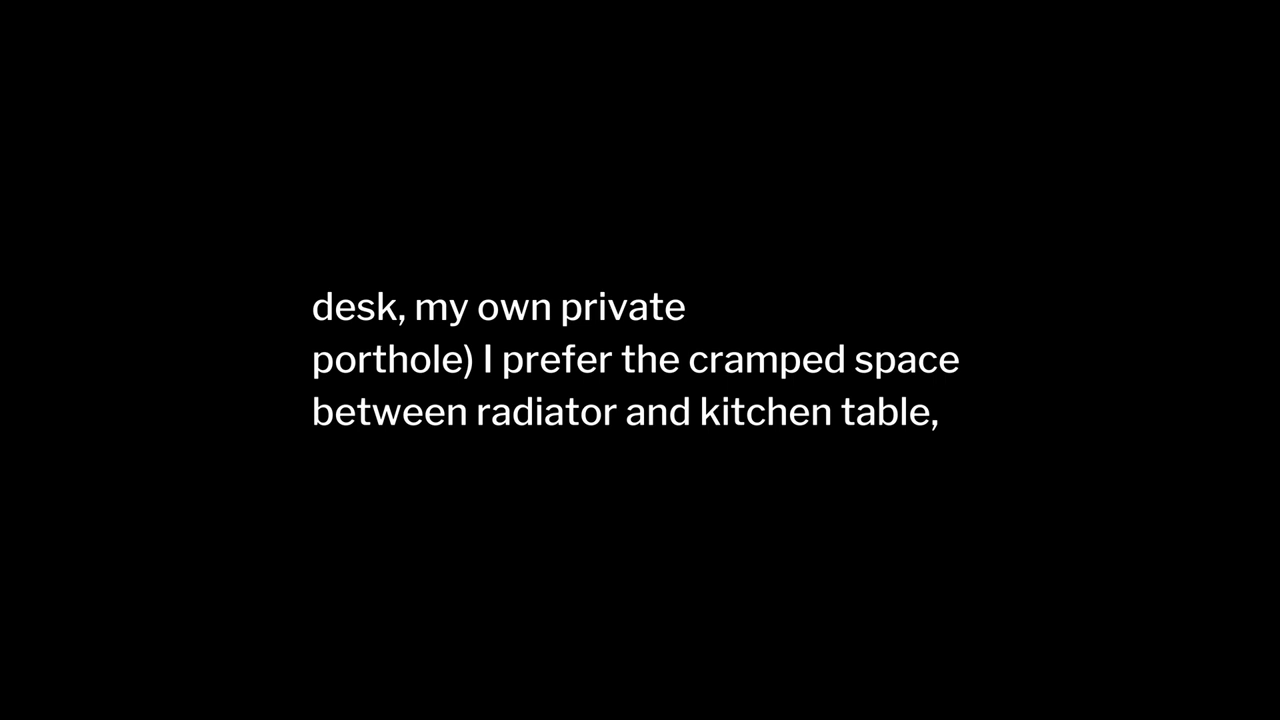 desk, my own private
porthole) I prefer the cramped space
between radiator and kitchen table,